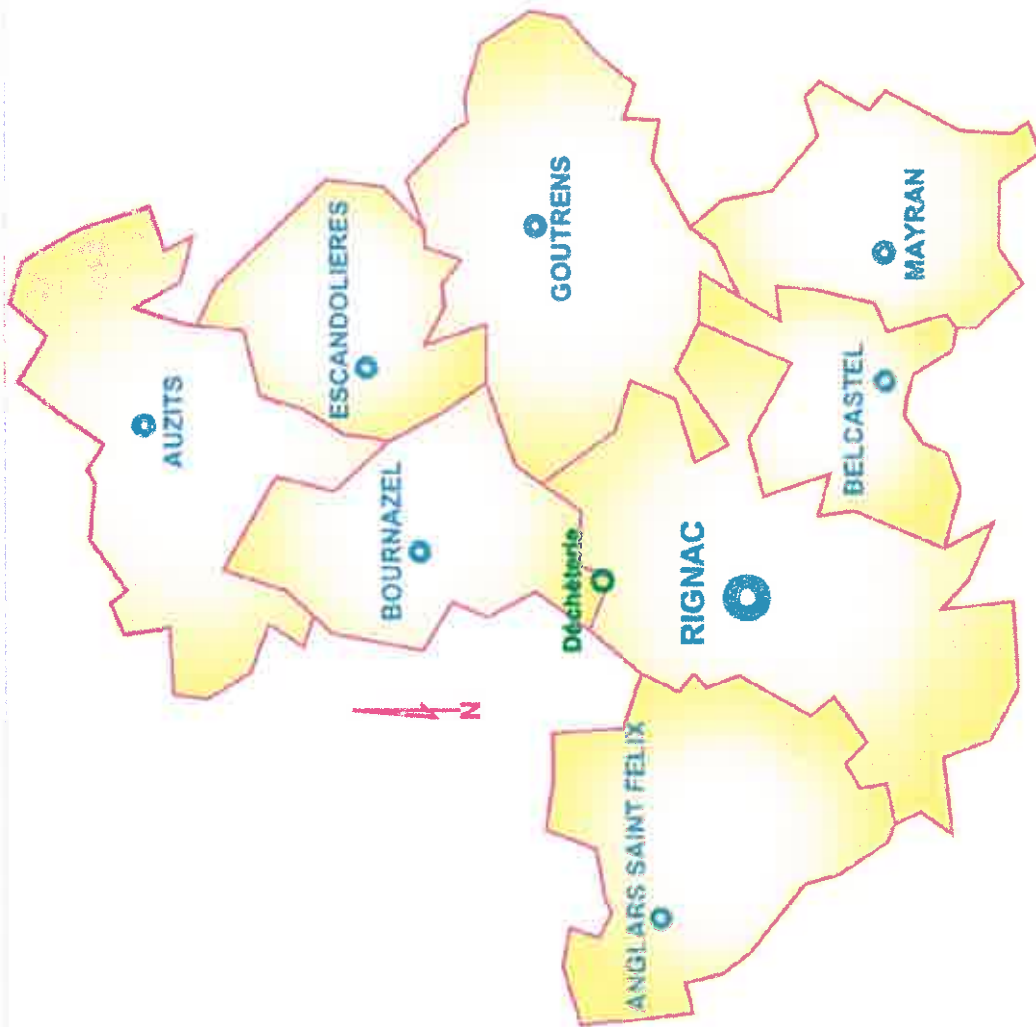 AUZITS
ESCANDOLIERES
BOURNAZEL
GOUTRENS
Déchèterie
RIGNAC
BELCASTEL
MAYRAN
ANGLARS SAINT FELIX
N